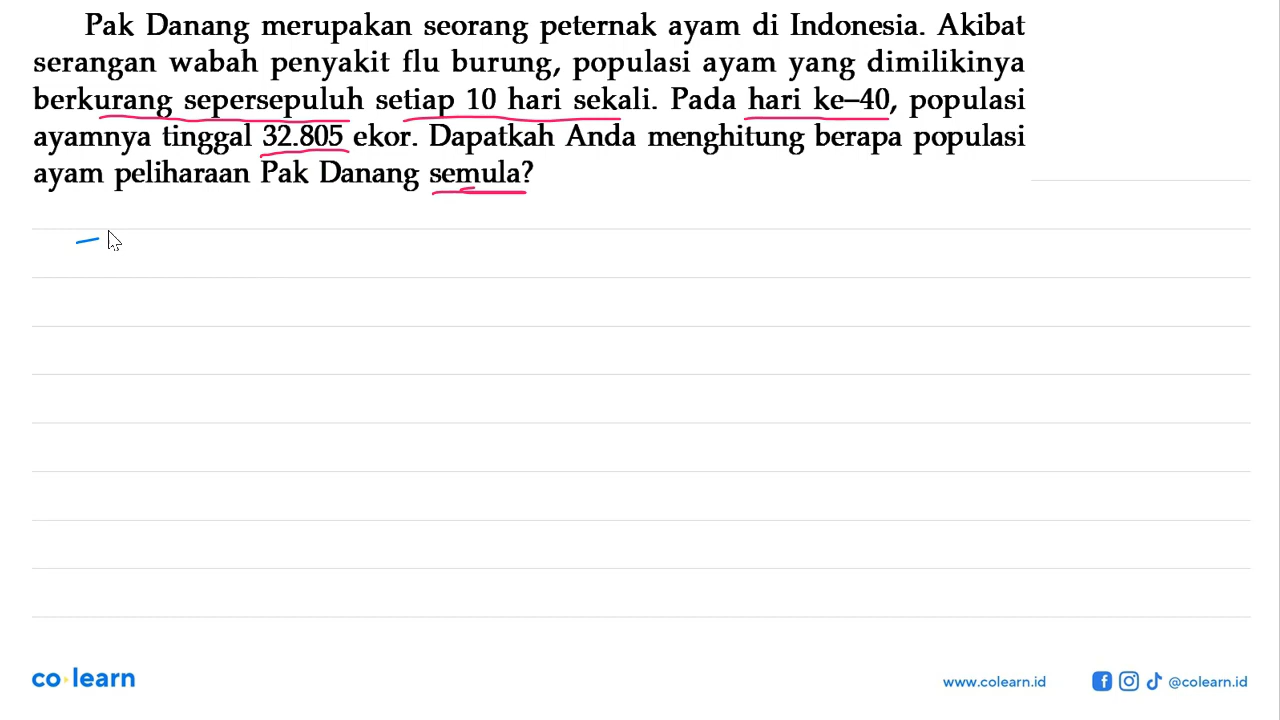 Pak Danang merupakan seorang peternak ayam di Indonesia. Akibat
serangan wabah penyakit flu burung, populasi ayam yang dimilikinya
berkurang sepersepuluh setiap 10 hari sekali. Pada hari ke–40, populasi
ayamnya tinggal 32.805 ekor. Dapatkah Anda menghitung berapa populasi
ayam peliharaan Pak Danang semula?
co learn
www.colearn.id
@colearn.id